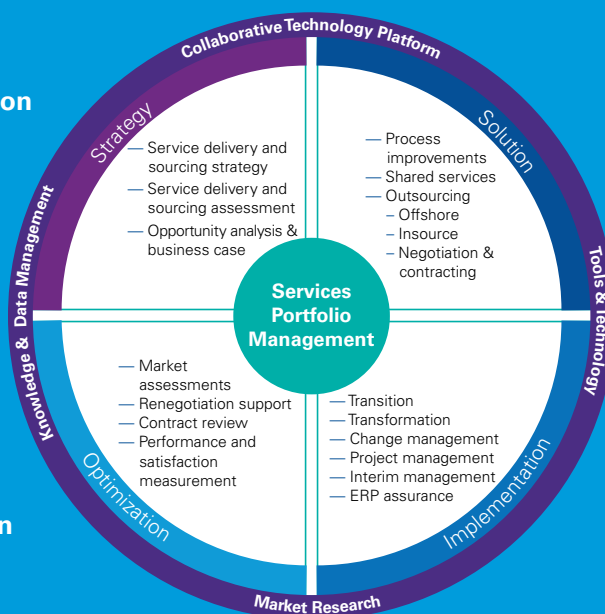 Collaborative Technology Platform
on
Strategy
— Service delivery and
sourcing strategy
— Service delivery and
sourcing assessment
— Opportunity analysis &
business case
Solution
— Process
improvements
— Shared services
— Outsourcing
– Offshore
– Insource
– Negotiation &
contracting
Knowledge & Data Management
Services
Portfolio
Management
Tools & Technology
— Market
assessments
— Renegotiation support
— Contract review
— Performance and
satisfaction
measurement
Optimization
— Transition
— Transformation
— Change management
— Project management
— Interim management
— ERP assurance
Implementation
n
Market Research